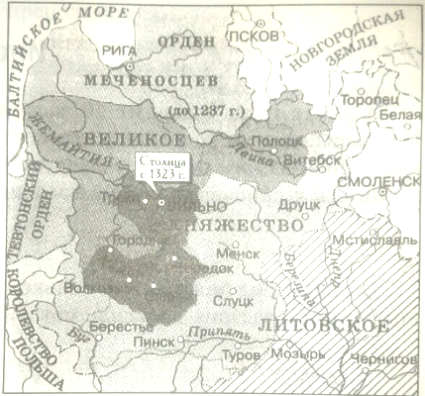 БАЛТИЙСКОЕ МОРЕ
РИГА
ОРДЕН
МЕЧЕНОСЦЕВ
(до 1237 г.)
ПСКОВ
НОВГОРОДСКАЯ
ЗЕМЛЯ
Торопец
Белая
ЖЕМАЙТИЯ
ВЕЛИКОЕ
Полоцк
Двина
Витебск
Столица
с 1323 г.
СМОЛЕНСК
ТЕВТОНСКИЙ
ОРДЕН
ВИЛЬНО
КНЯЖЕСТВО
Друцк
Мстиславль
Менск
Березина
Днепр
Слуцк
ЛИТОВСКОЕ
КОРОЛЕВСТВО
ПОЛЬША
Буг
Берестье
Пинск
Припять
Туров
Мозырь
Чернигов